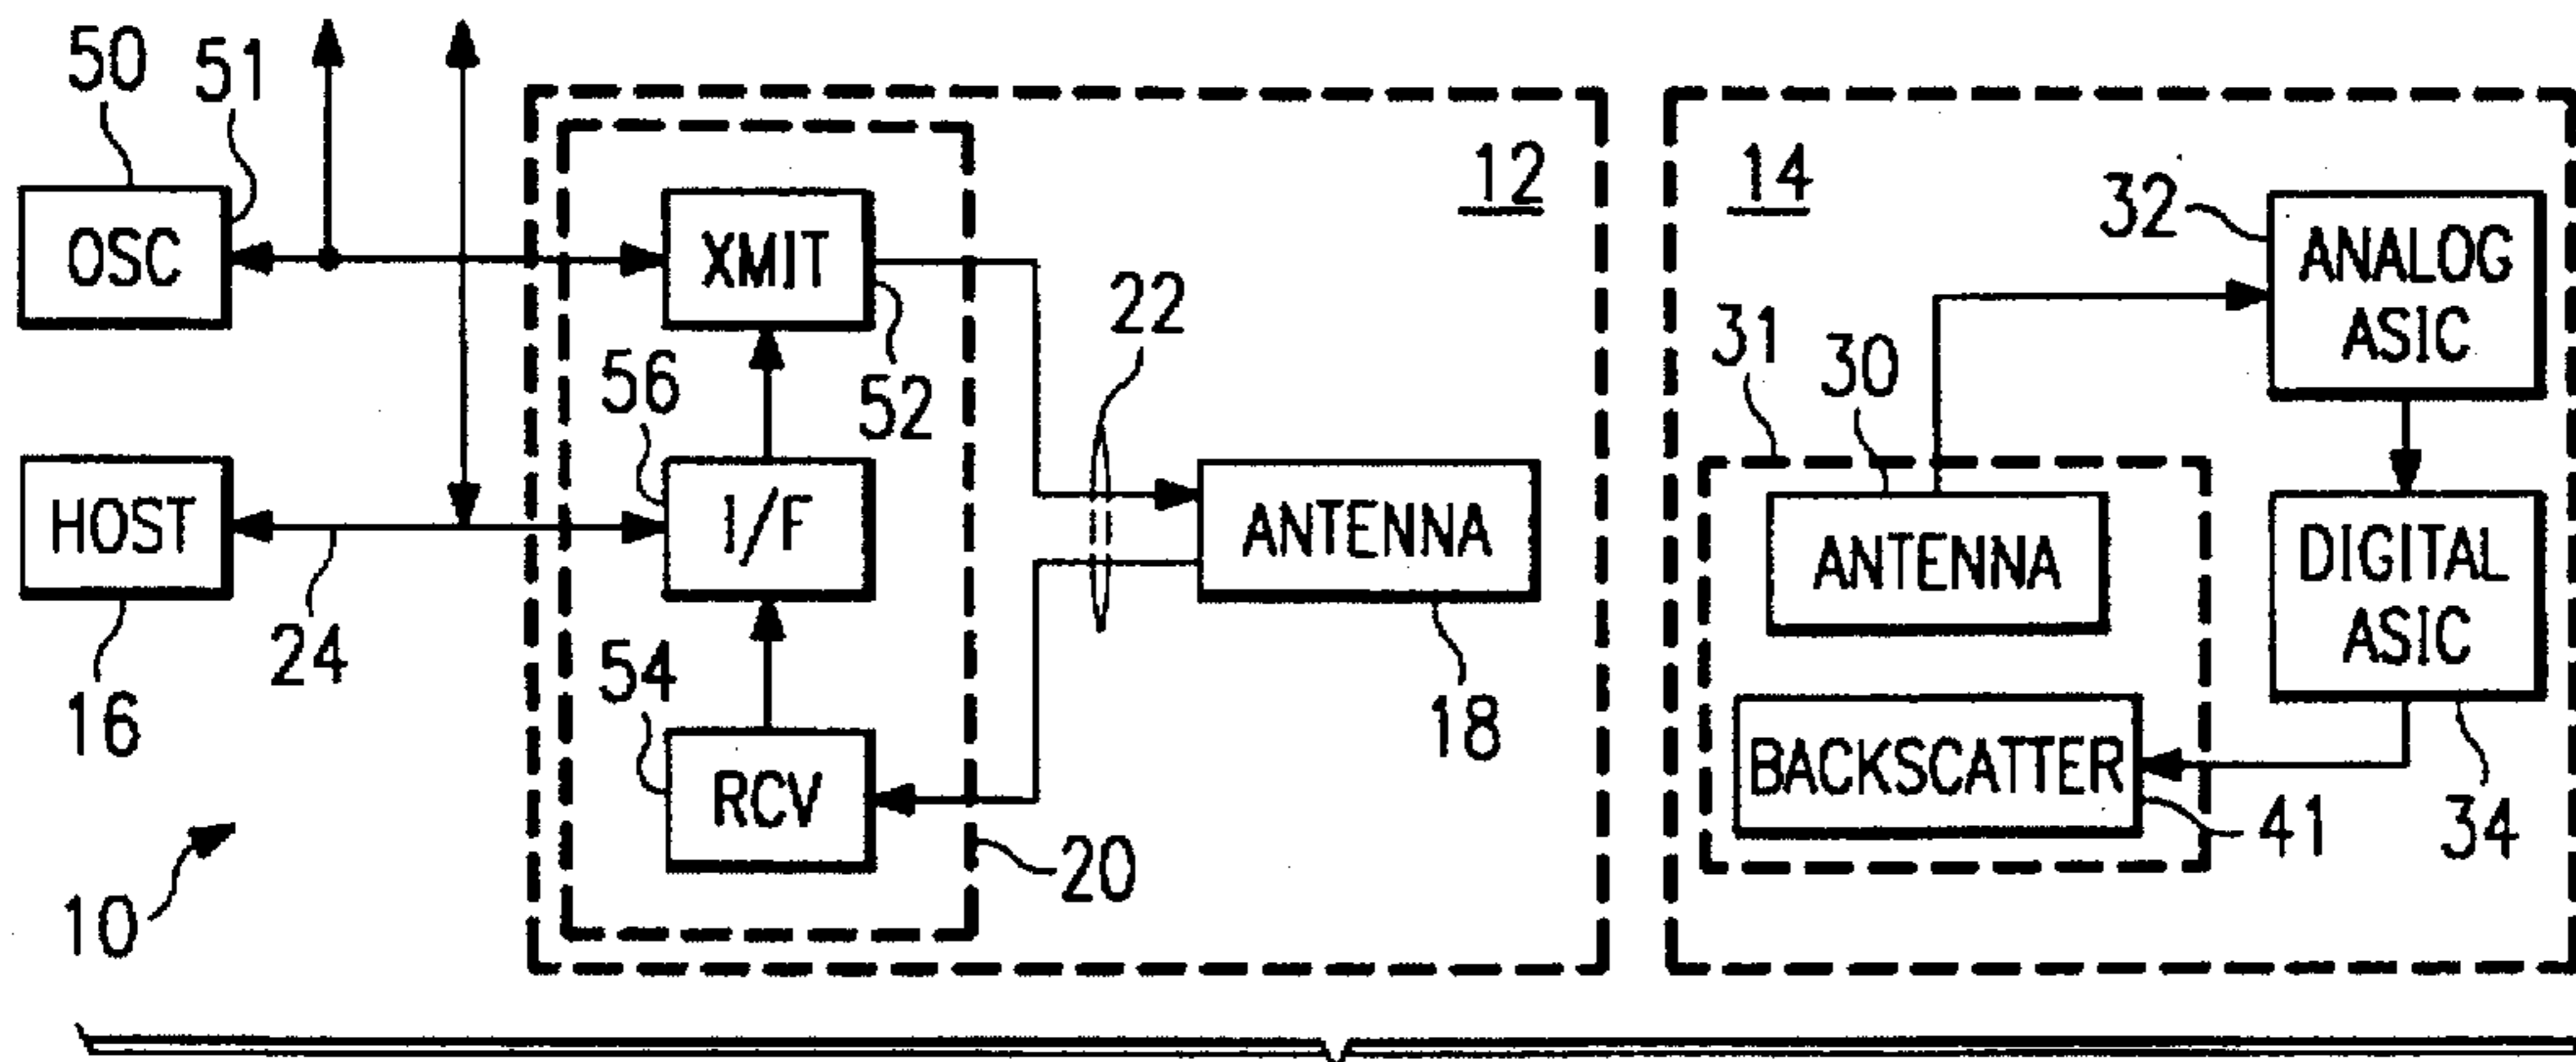 50
51
OSC
XMIT
12
14
32
ANALOG
ASIC
22
31
30
56
52
HOST
I/F
ANTENNA
ANTENNA
DIGITAL
ASIC
24
16
54
RCV
18
BACKSCATTER
41
34
20
10